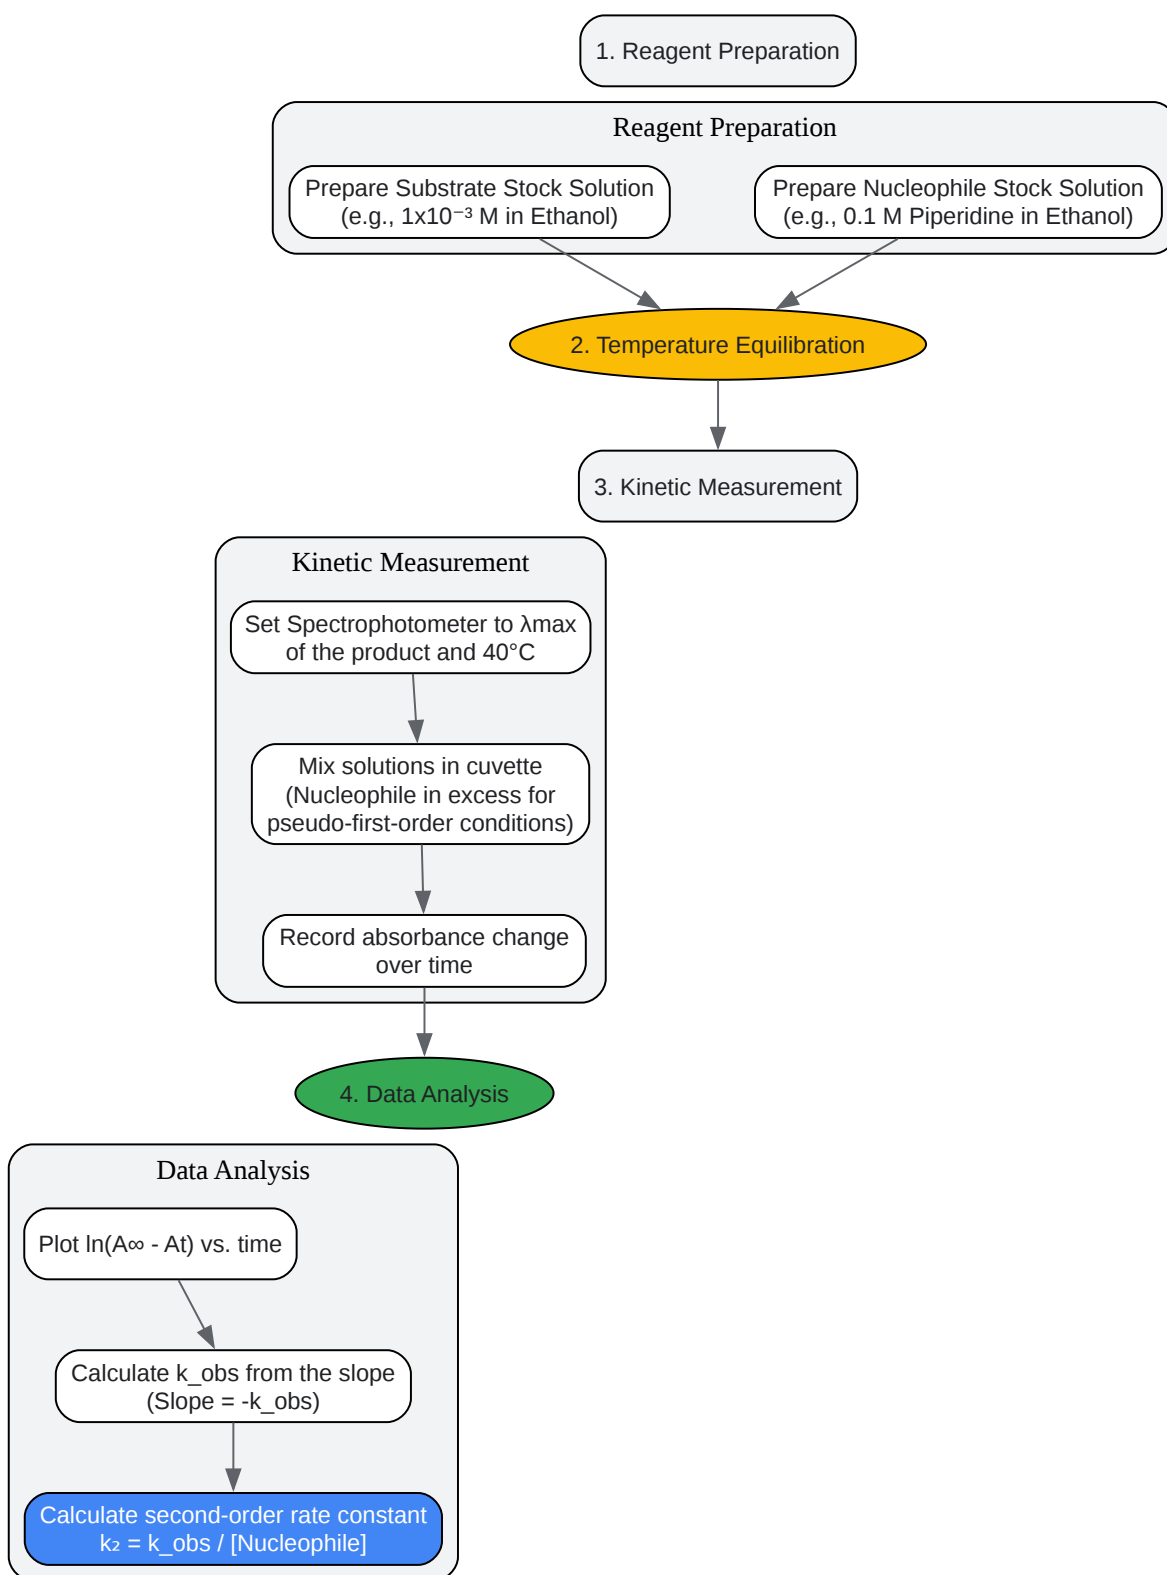 1. Reagent Preparation
Reagent Preparation
Prepare Substrate Stock Solution
(e.g., 1x10⁻³ M in Ethanol)
Prepare Nucleophile Stock Solution
(e.g., 0.1 M Piperidine in Ethanol)
2. Temperature Equilibration
3. Kinetic Measurement
Kinetic Measurement
Set Spectrophotometer to λmax
of the product and 40°C
Mix solutions in cuvette
(Nucleophile in excess for
pseudo-first-order conditions)
Record absorbance change
over time
4. Data Analysis
Data Analysis
Plot ln(A∞ - At) vs. time
Calculate k_obs from the slope
(Slope = -k_obs)
Calculate second-order rate constant
k₂ = k_obs / [Nucleophile]